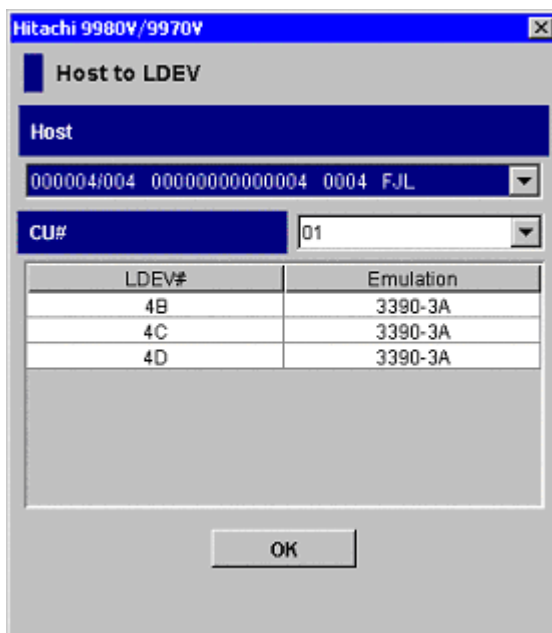 Hitachi 9980V/9970V
Host to LDEV
Host
000004/004 00000000000004 0004 FJL
CU# 01
LDEV# Emulation
4B 3390-3A
4C 3390-3A
4D 3390-3A
OK